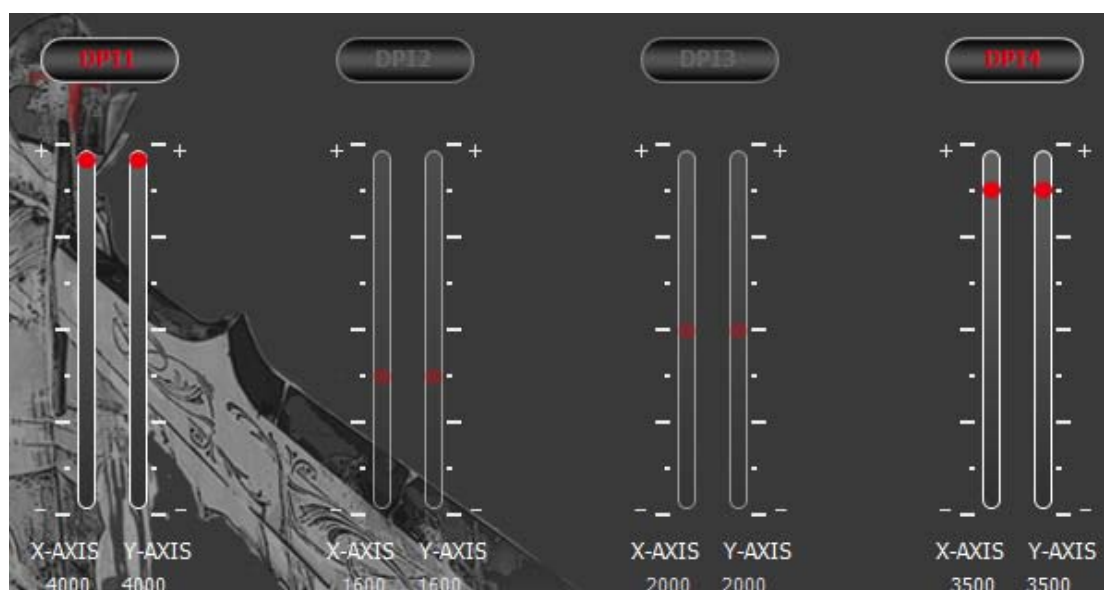 DPI1 DPI2 DPI3 DPI4
+ + + + + + + +
- - - - - - - -
X-AXIS Y-AXIS X-AXIS Y-AXIS X-AXIS Y-AXIS X-AXIS Y-AXIS
4000 4000 1600 1600 2000 2000 3500 3500